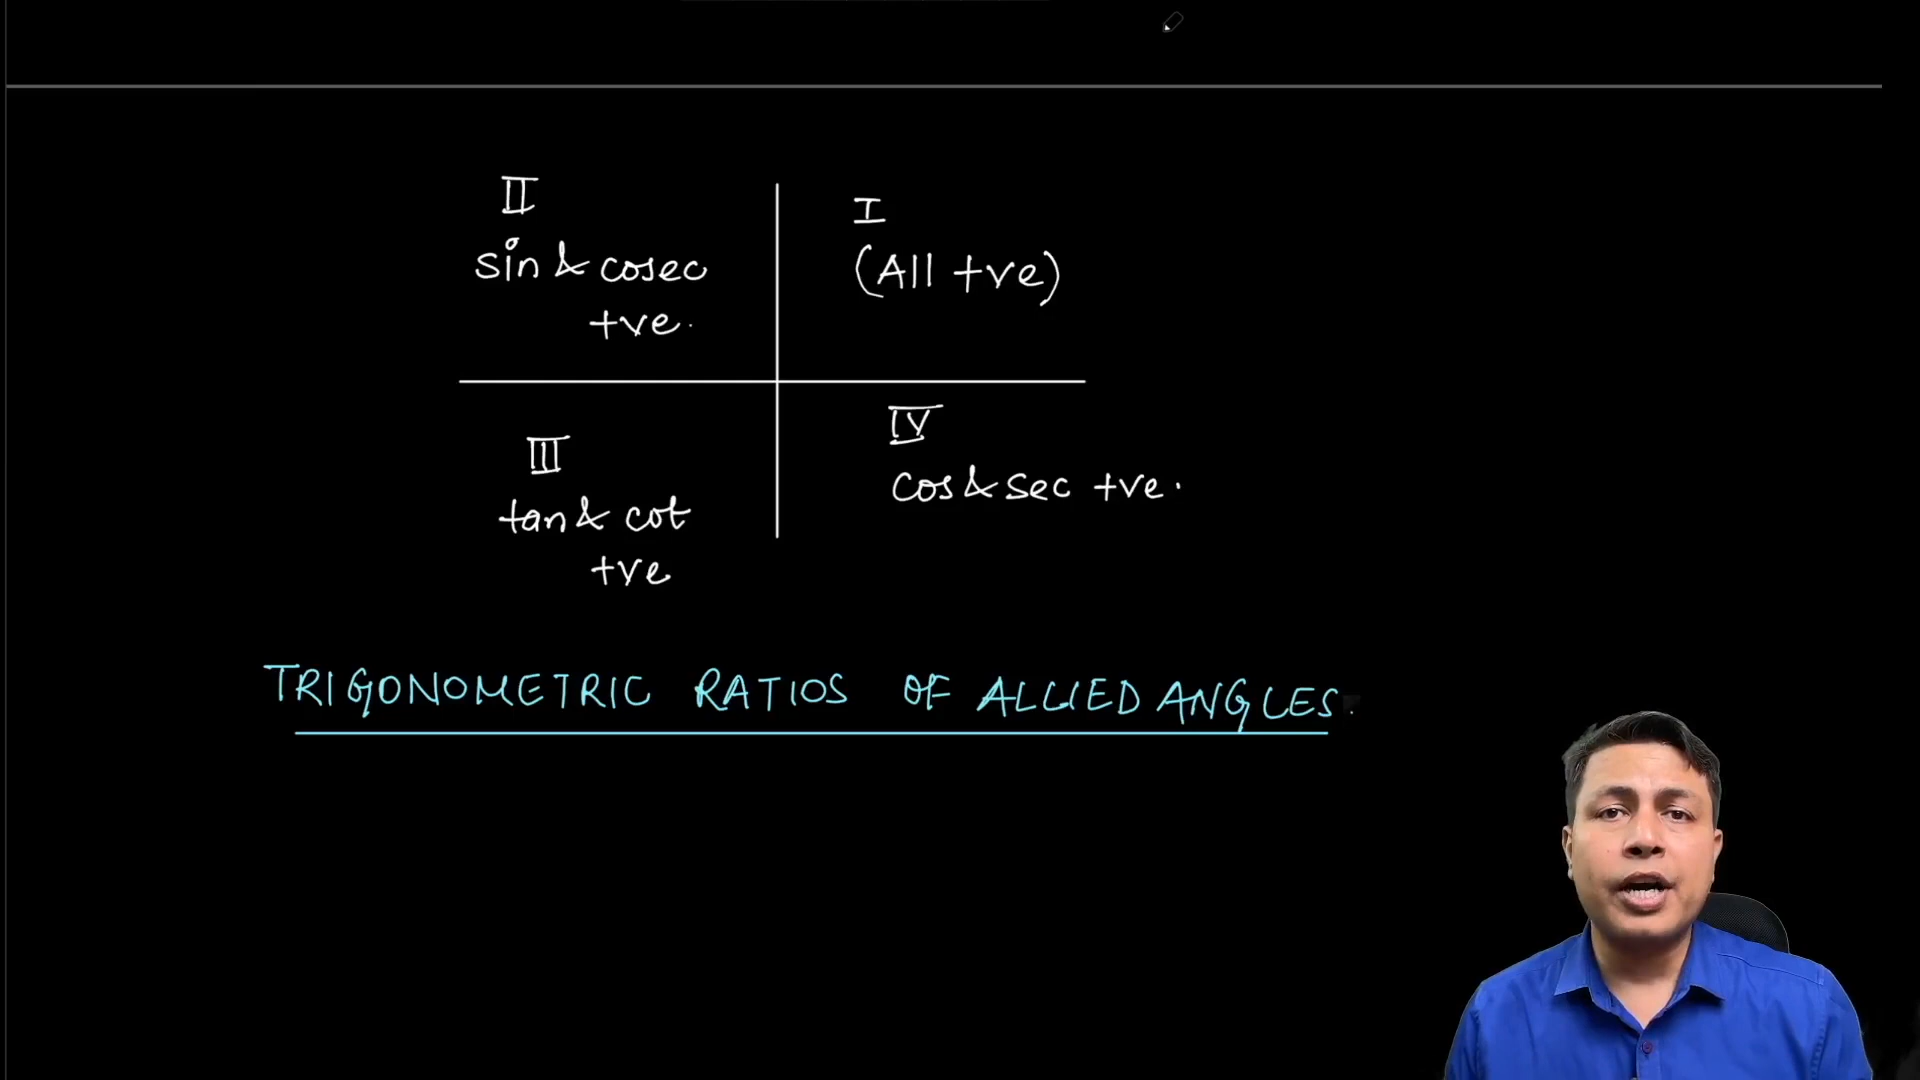 II
sin & cosec
+ve.
I
(All +ve)
III
tan & cot
+ve
IV
cos & sec +ve.
TRIGONOMETRIC RATIOS OF ALLIED ANGLES.